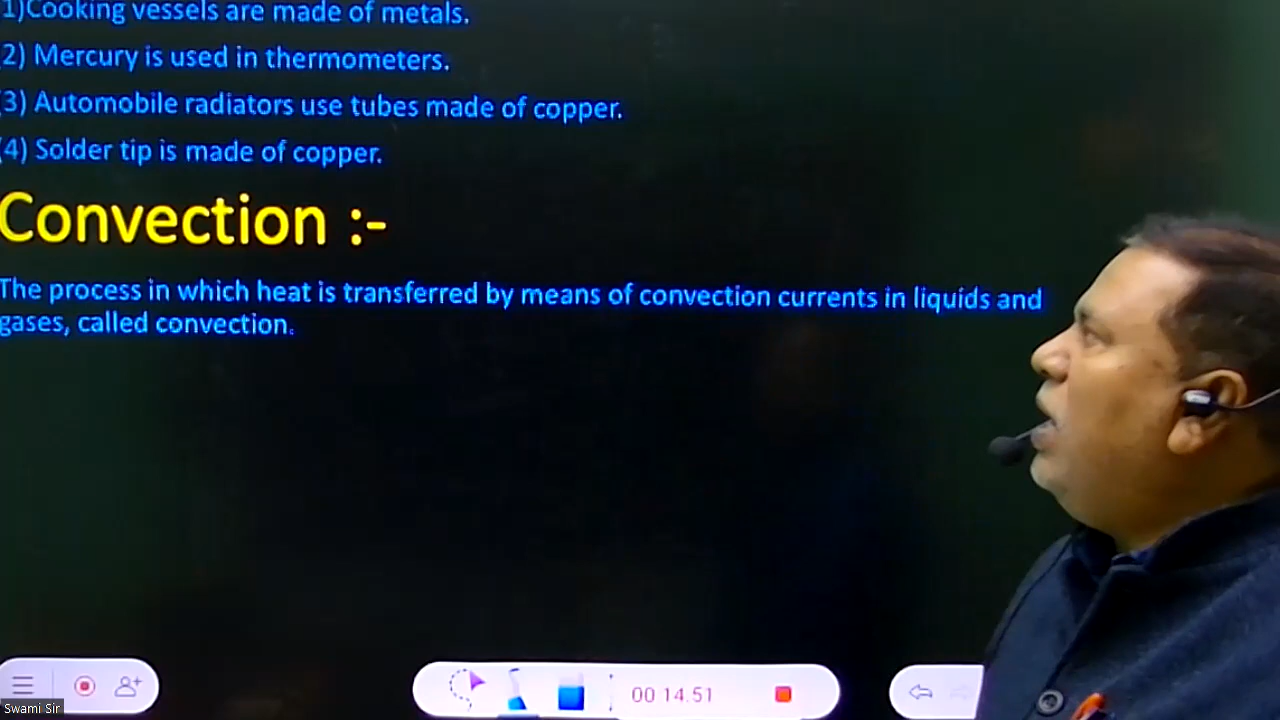 1)Cooking vessels are made of metals.
(2) Mercury is used in thermometers.
(3) Automobile radiators use tubes made of copper.
(4) Solder tip is made of copper.
Convection :-
The process in which heat is transferred by means of convection currents in liquids and
gases, called convection.
00 14.51
Swami Sir